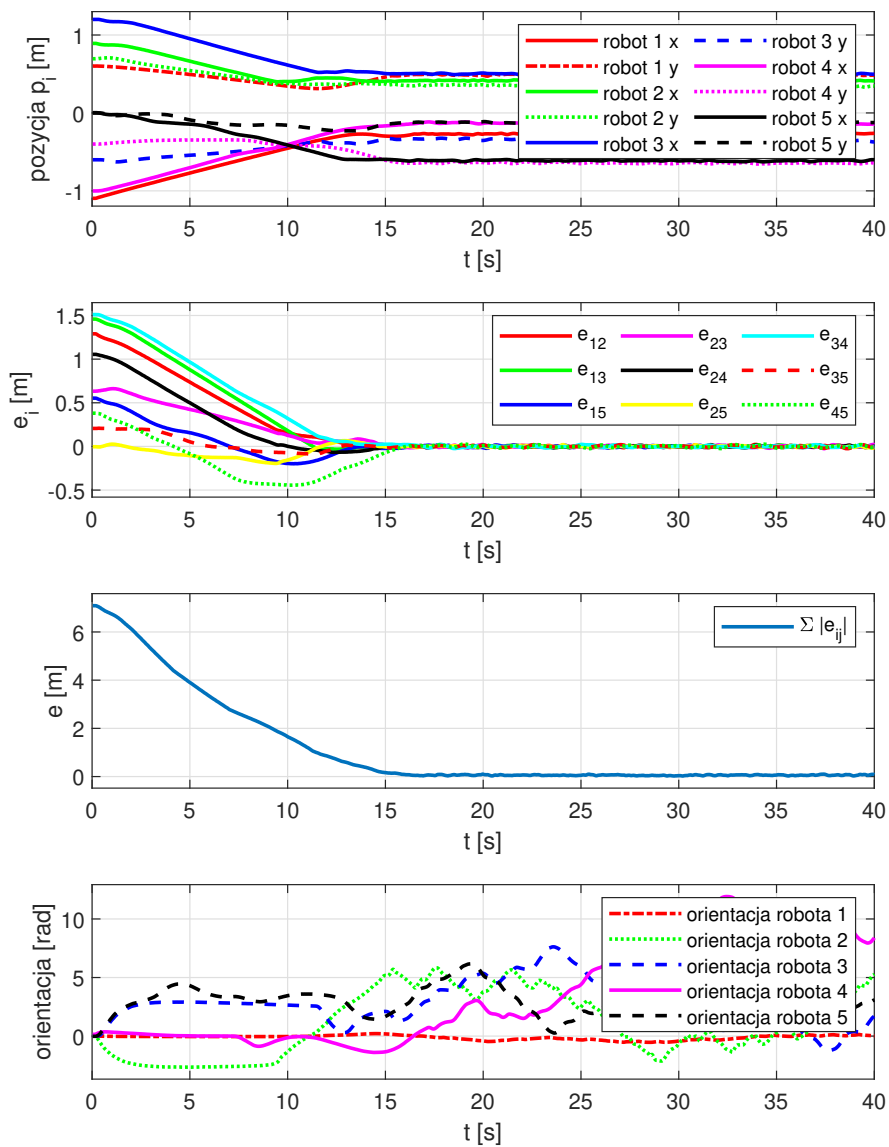 pozycja p_i [m]
1
0
-1
robot 1 x
robot 1 y
robot 2 x
robot 2 y
robot 3 x
robot 3 y
robot 4 x
robot 4 y
robot 5 x
robot 5 y
0 5 10 15 20 25 30 35 40
t [s]
e_i [m]
1.5
1
0.5
0
-0.5
e_12
e_13
e_15
e_23
e_24
e_25
e_34
e_35
e_45
0 5 10 15 20 25 30 35 40
t [s]
e [m]
6
4
2
0
Σ |e_ij|
0 5 10 15 20 25 30 35 40
t [s]
orientacja [rad]
10
5
0
orientacja robota 1
orientacja robota 2
orientacja robota 3
orientacja robota 4
orientacja robota 5
0 5 10 15 20 25 30 35 40
t [s]